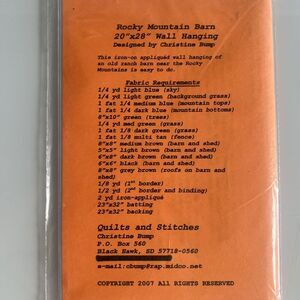 Rocky Mountain Barn
20"x28" Wall Hanging
Designed by Christine Bump
This iron-on appliquéd wall hanging of
an old ranch barn near the Rocky
Mountains is easy to do.
Fabric Requirements
1/4 yd light blue (sky)
1/4 yd light green (background grass)
1 fat 1/4 medium blue (mountain tops)
1 fat 1/4 dark blue (mountain bottoms)
8"x10" green (trees)
1/4 yd med green (grass)
1 fat 1/8 dark green (grass)
1 fat 1/8 multi tan (fence)
8"x8" medium brown (barn and shed)
5"x5" light brown (barn and shed)
6"x8" dark brown (barn and shed)
6"x6" black (barn and shed)
8"x8" grey brown (roofs on barn and
shed)
1/8 yd (1st border)
1/2 yd (2nd border and binding)
2 yd iron-appliqué
23"x32" batting
23"x32" backing
Quilts and Stitches
Christine Bump
P.O. Box 560
Black Hawk, SD 57718-0560
e-mail:cbump@rap.midco.net
COPYRIGHT 2007 ALL RIGHTS RESERVED